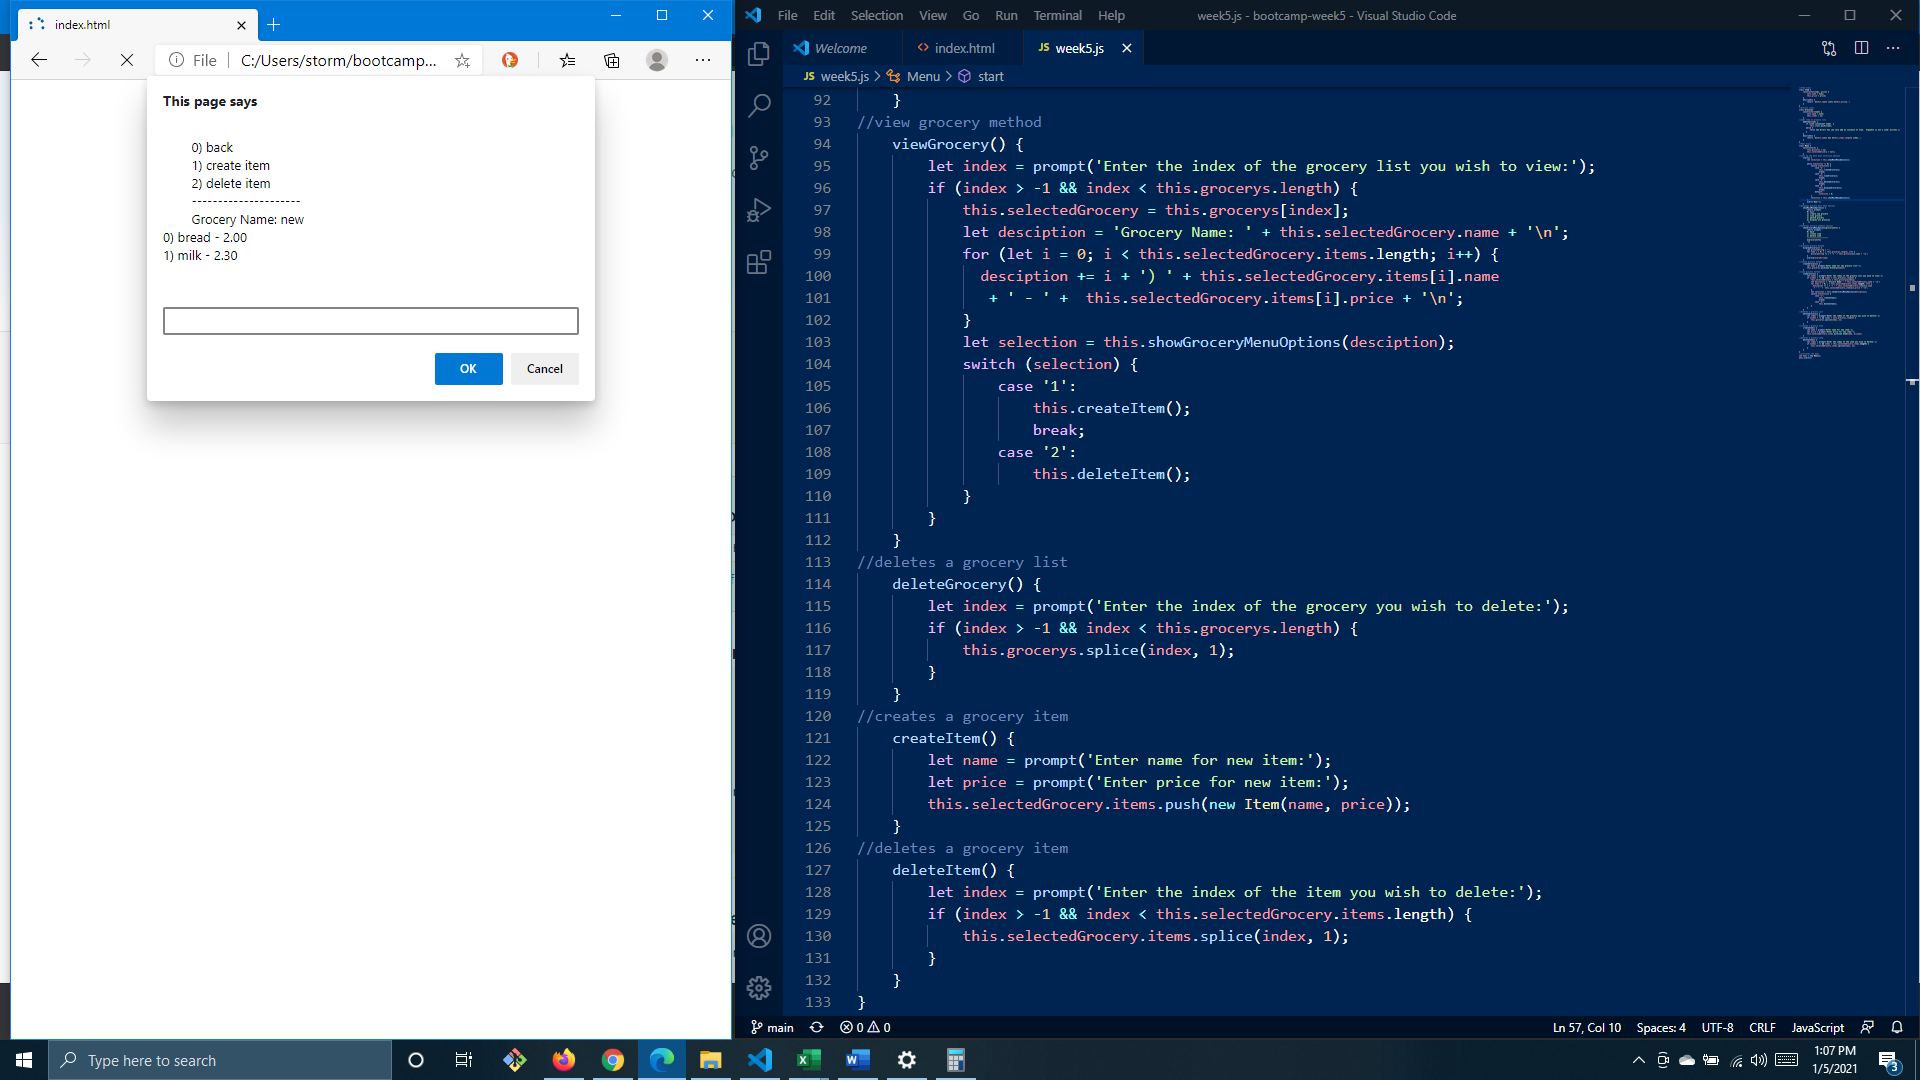 index.html
File
C:/Users/storm/bootcamp...
This page says
0) back
1) create item
2) delete item
---------------------
Grocery Name: new
0) bread - 2.00
1) milk - 2.30
OK
Cancel
File Edit Selection View Go Run Terminal Help
week5.js - bootcamp-week5 - Visual Studio Code
Welcome
<> index.html
JS week5.js
JS week5.js > Menu > start
92 }
93 //view grocery method
94 viewGrocery() {
95 let index = prompt('Enter the index of the grocery list you wish to view:');
96 if (index > -1 && index < this.grocerys.length) {
97 this.selectedGrocery = this.grocerys[index];
98 let desciption = 'Grocery Name: ' + this.selectedGrocery.name + '\n';
99 for (let i = 0; i < this.selectedGrocery.items.length; i++) {
100 desciption += i + ') ' + this.selectedGrocery.items[i].name
101 + ' - ' +  this.selectedGrocery.items[i].price + '\n';
102 }
103 let selection = this.showGroceryMenuOptions(desciption);
104 switch (selection) {
105 case '1':
106 this.createItem();
107 break;
108 case '2':
109 this.deleteItem();
110 }
111 }
112 }
113 //deletes a grocery list
114 deleteGrocery() {
115 let index = prompt('Enter the index of the grocery you wish to delete:');
116 if (index > -1 && index < this.grocerys.length) {
117 this.grocerys.splice(index, 1);
118 }
119 }
120 //creates a grocery item
121 createItem() {
122 let name = prompt('Enter name for new item:');
123 let price = prompt('Enter price for new item:');
124 this.selectedGrocery.items.push(new Item(name, price));
125 }
126 //deletes a grocery item
127 deleteItem() {
128 let index = prompt('Enter the index of the item you wish to delete:');
129 if (index > -1 && index < this.selectedGrocery.items.length) {
130 this.selectedGrocery.items.splice(index, 1);
131 }
132 }
133 }
main
0 0
Ln 57, Col 10
Spaces: 4
UTF-8
CRLF
JavaScript
Type here to search
1:07 PM
1/5/2021
3